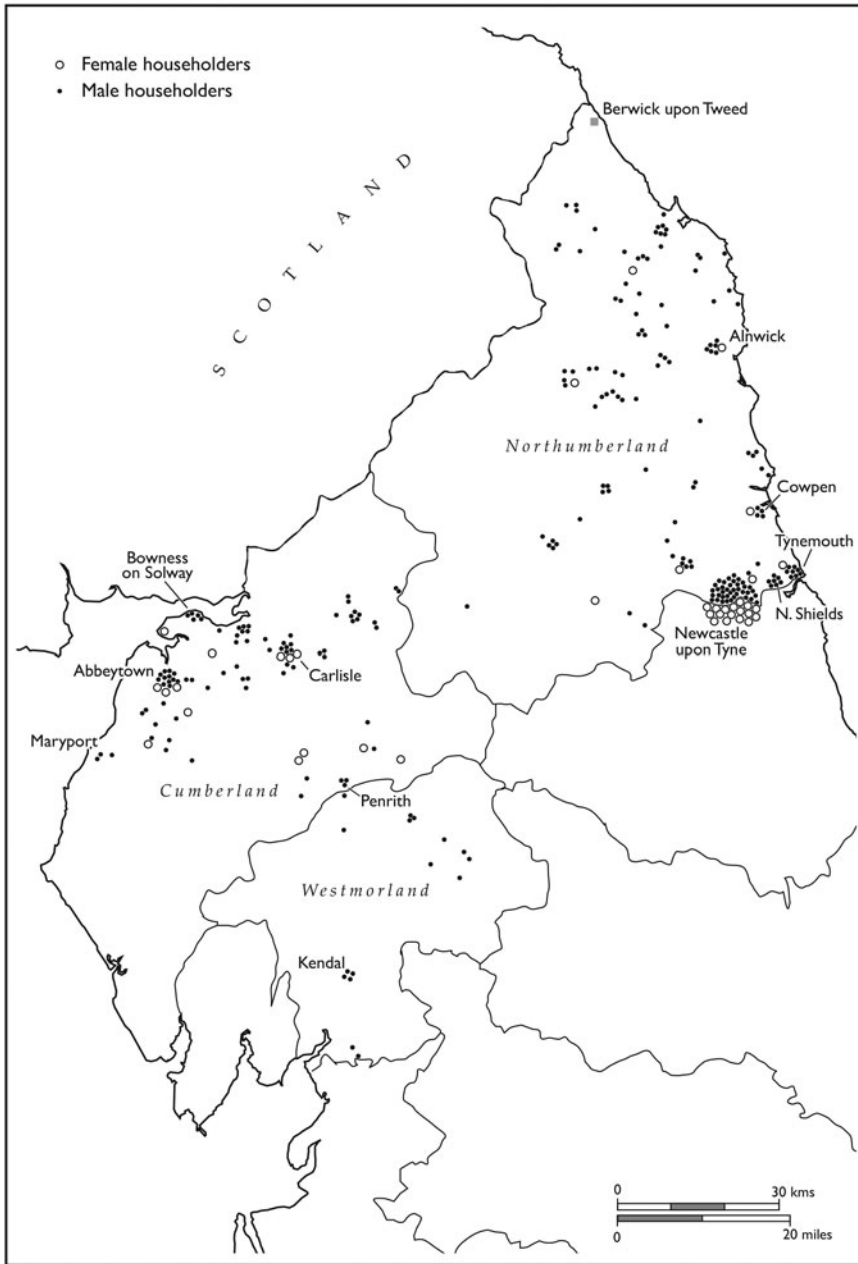 Female householders
Male householders
Berwick upon Tweed
SCOTLAND
Alnwick
Northumberland
Cowpen
Tynemouth
Bowness
on Solway
N. Shields
Newcastle
upon Tyne
Abbeytown
Carlisle
Maryport
Cumberland
Penrith
Westmorland
Kendal
0 30 kms
0 20 miles